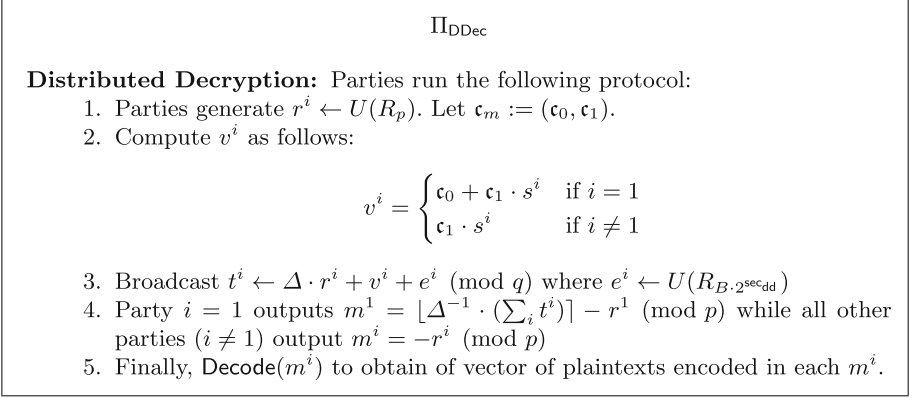 Π_DDec
Distributed Decryption: Parties run the following protocol:
1. Parties generate r^i ← U(R_p). Let 𝔠_m := (𝔠_0, 𝔠_1).
2. Compute v^i as follows:
v^i = { 𝔠_0 + 𝔠_1 · s^i if i = 1
𝔠_1 · s^i if i ≠ 1
3. Broadcast t^i ← Δ · r^i + v^i + e^i (mod q) where e^i ← U(R_{B·2^{sec_dd}})
4. Party i = 1 outputs m^1 = ⌊Δ^{-1} · (∑_i t^i)⌉ − r^1 (mod p) while all other
parties (i ≠ 1) output m^i = −r^i (mod p)
5. Finally, Decode(m^i) to obtain of vector of plaintexts encoded in each m^i.